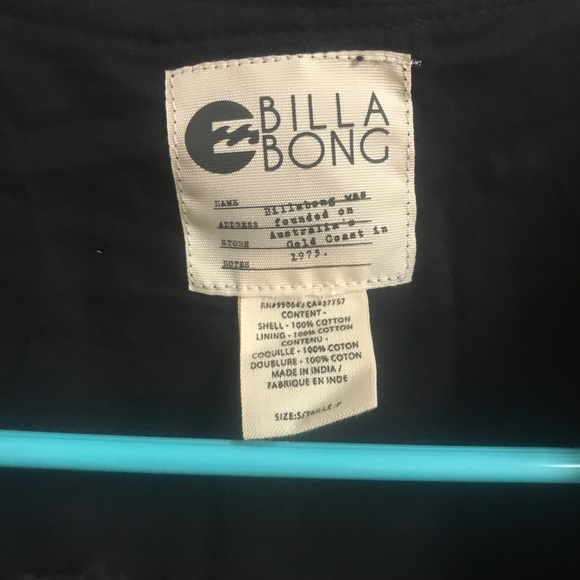 BILLA
BONG
NAME
Billabong was
ADDRESS founded on
Australia's
STORE Gold Coast in
NOTES 1973.
RN#99064/CA#37757
CONTENT-
SHELL - 100% COTTON
LINING - 100% COTTON
CONTENU -
COQUILLE - 100% COTON
DOUBLURE - 100% COTON
MADE IN INDIA /
FABRIQUE EN INDE
SIZE:S/TAILLE:P